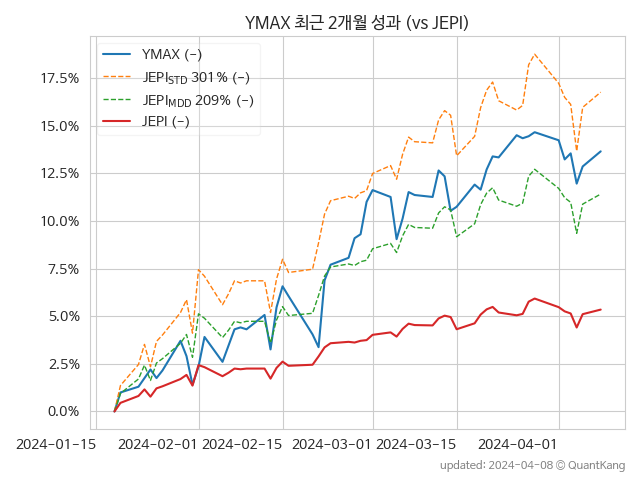 YMAX 최근 2개월 성과 (vs JEPI)
YMAX (-)
JEPI_STD 301% (-)
JEPI_MDD 209% (-)
JEPI (-)
17.5%
15.0%
12.5%
10.0%
7.5%
5.0%
2.5%
0.0%
2024-01-15 2024-02-01 2024-02-15 2024-03-01 2024-03-15 2024-04-01
updated: 2024-04-08 © QuantKang